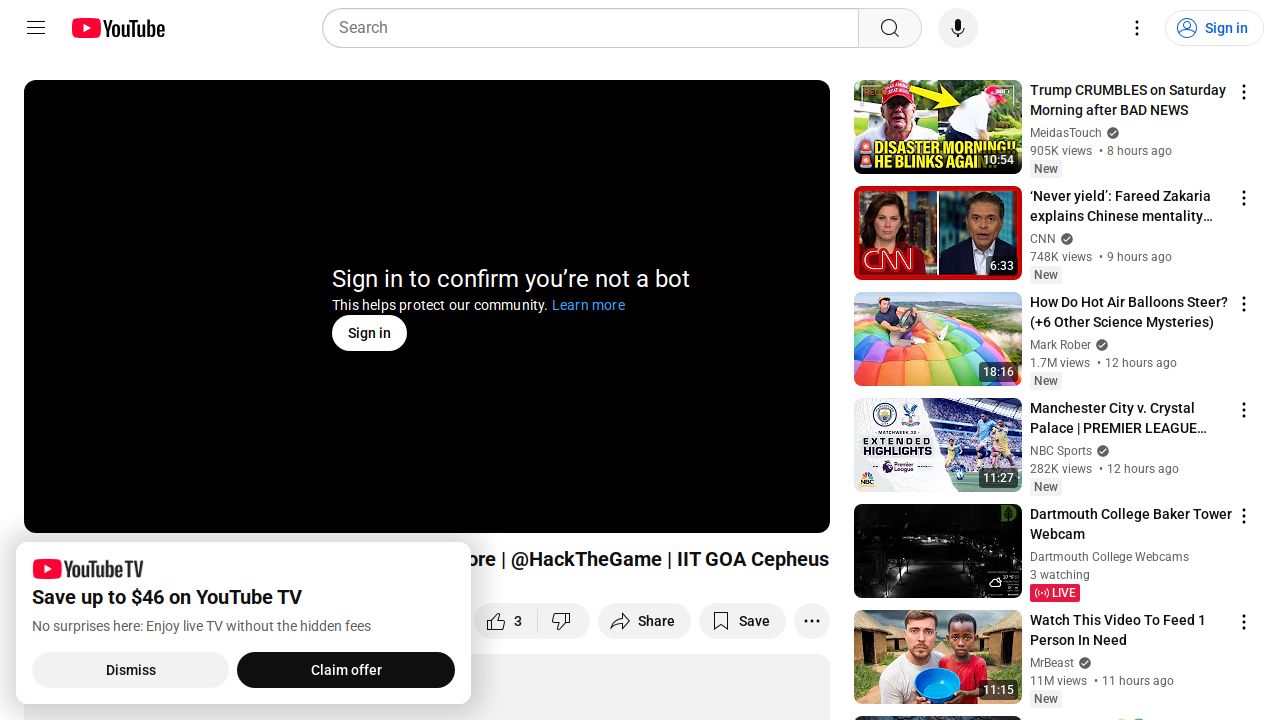 YouTube
Search
Sign in
Sign in to confirm you’re not a bot
This helps protect our community. Learn more
Sign in
ore | @HackTheGame | IIT GOA Cepheus
3
Share
Save
YouTube TV
Save up to $46 on YouTube TV
No surprises here: Enjoy live TV without the hidden fees
Dismiss
Claim offer
REC
DISASTER MORNING!!
HE BLINKS AGAIN
10:54
Trump CRUMBLES on Saturday
Morning after BAD NEWS
MeidasTouch
905K views • 8 hours ago
New
CNN
6:33
‘Never yield’: Fareed Zakaria
explains Chinese mentality…
CNN
748K views • 9 hours ago
New
18:16
How Do Hot Air Balloons Steer?
(+6 Other Science Mysteries)
Mark Rober
1.7M views • 12 hours ago
New
MATCHWEEK 32
EXTENDED
HIGHLIGHTS
Premier
League
NBC
11:27
Manchester City v. Crystal
Palace | PREMIER LEAGUE…
NBC Sports
282K views • 12 hours ago
New
Dartmouth College Baker Tower
Webcam
Dartmouth College Webcams
3 watching
LIVE
11:15
Watch This Video To Feed 1
Person In Need
MrBeast
11M views • 11 hours ago
New